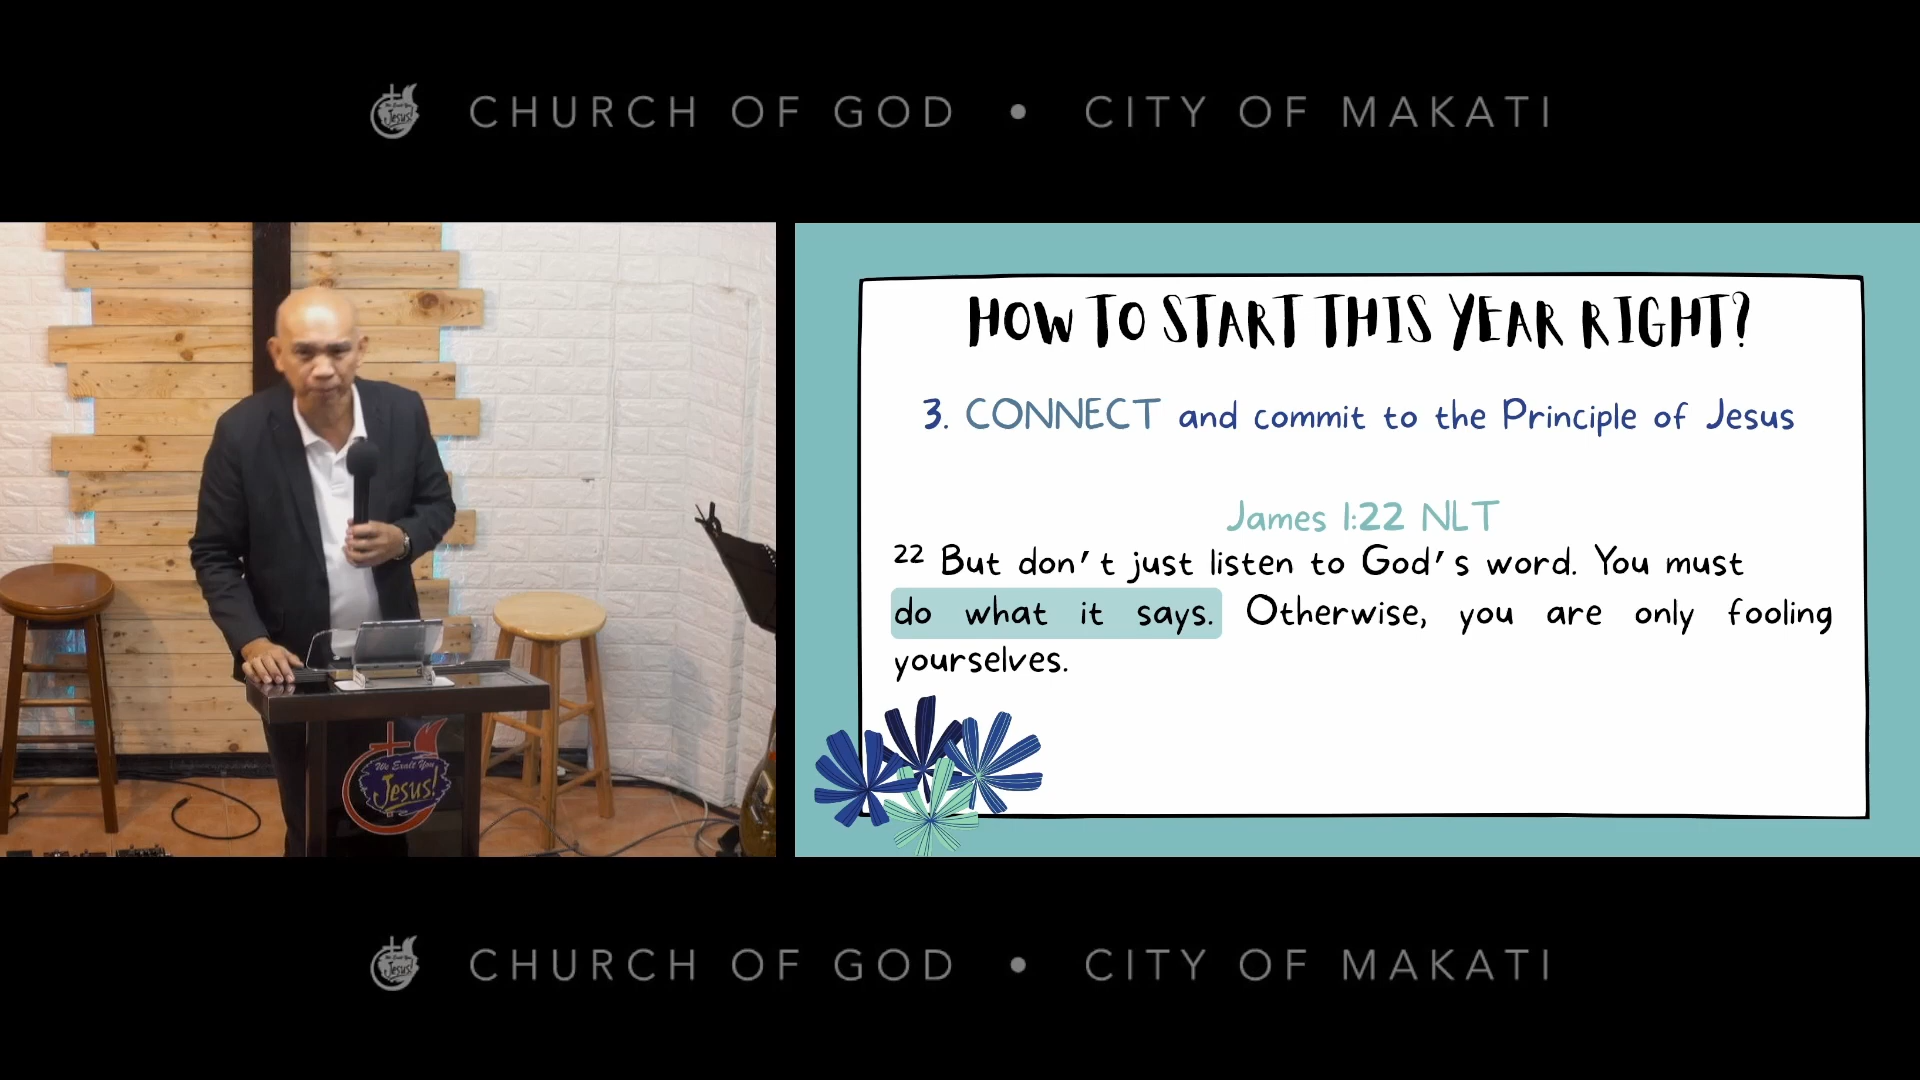 CHURCH OF GOD • CITY OF MAKATI
We Exalt You
Jesus!
HOW TO START THIS YEAR RIGHT?
3. CONNECT and commit to the Principle of Jesus
James 1:22 NLT
22 But don't just listen to God's word. You must
do what it says. Otherwise, you are only fooling
yourselves.
CHURCH OF GOD • CITY OF MAKATI